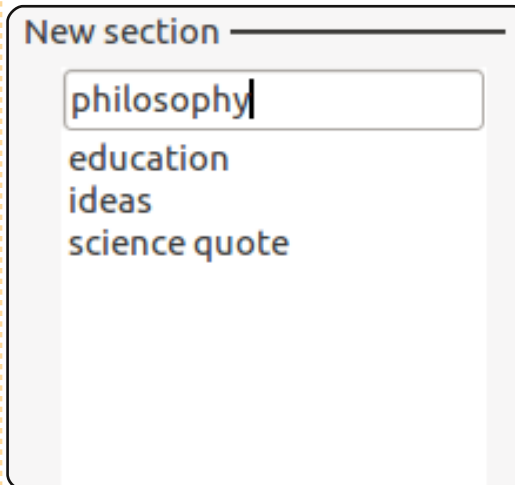 New section
philosophy
education
ideas
science quote